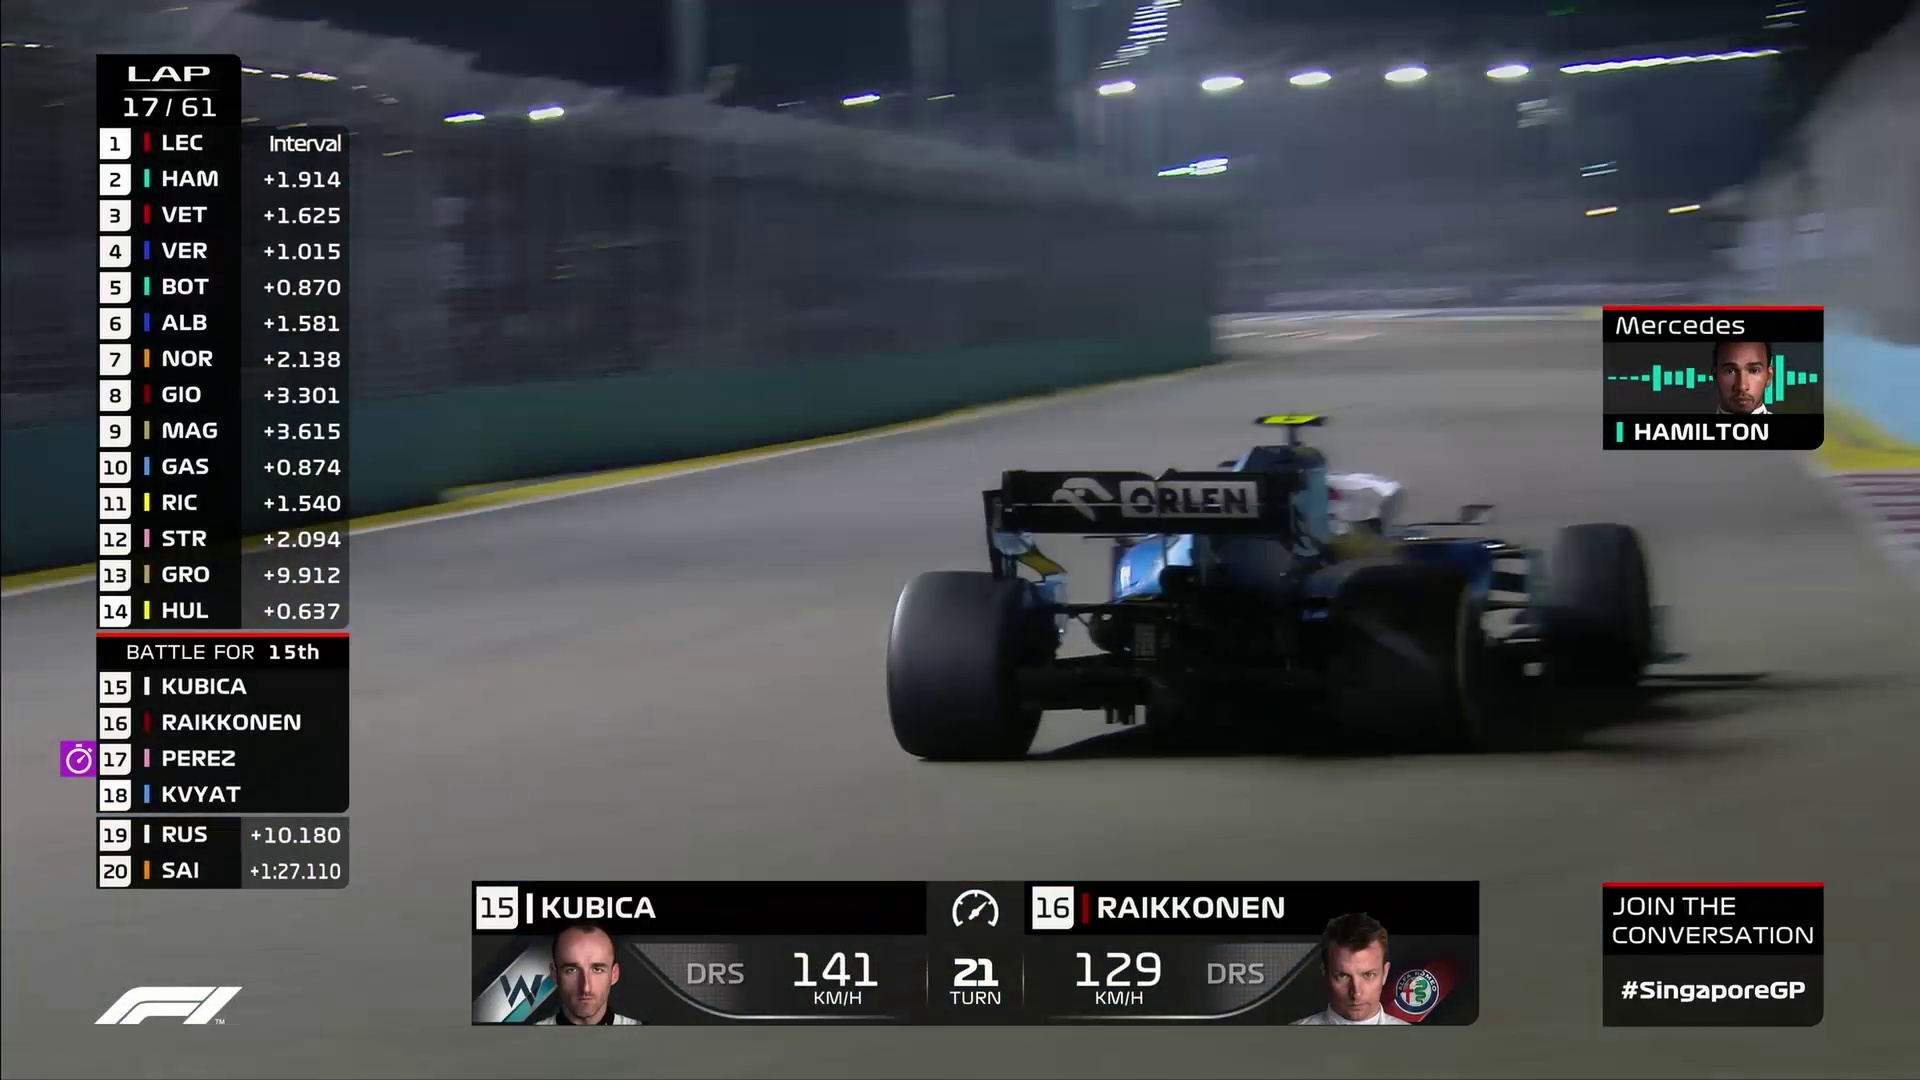 LAP
17/61
1 LEC Interval
2 HAM +1.914
3 VET +1.625
4 VER +1.015
5 BOT +0.870
6 ALB +1.581
7 NOR +2.138
8 GIO +3.301
9 MAG +3.615
10 GAS +0.874
11 RIC +1.540
12 STR +2.094
13 GRO +9.912
14 HUL +0.637
BATTLE FOR 15th
15 KUBICA
16 RAIKKONEN
17 PEREZ
18 KVYAT
19 RUS +10.180
20 SAI +1:27.110
Mercedes
HAMILTON
ORLEN
15 KUBICA
16 RAIKKONEN
DRS 141 KM/H
21 TURN
129 KM/H DRS
W
ALFA ROMEO
JOIN THE
CONVERSATION
#SingaporeGP
F1 TM